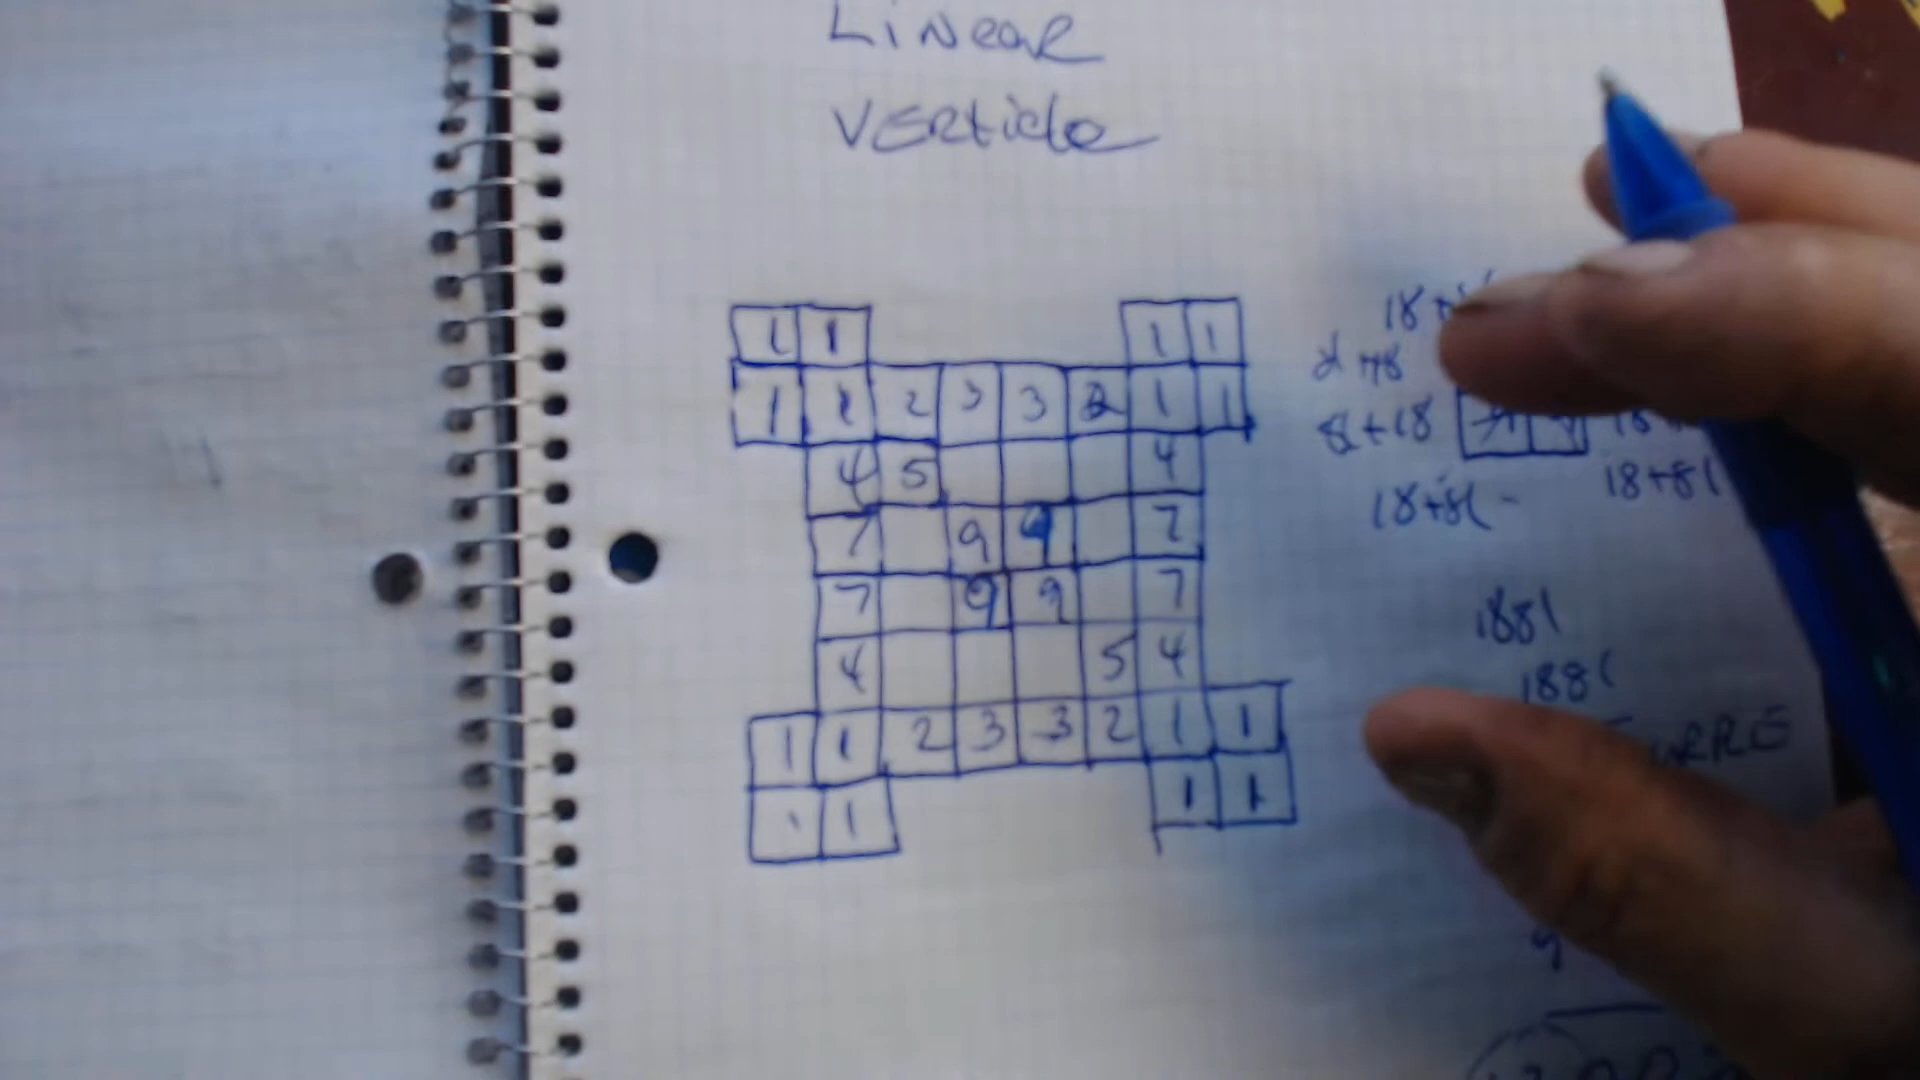 Linear
Verticle
1 1 1 1
1 1 2 3 3 2 1 1
4 5 4
7 9 9 7
7 9 9 7
4 5 4
1 1 2 3 3 2 1 1
1 1 1 1
8+18
18+81
18+81-
1881
1881
9